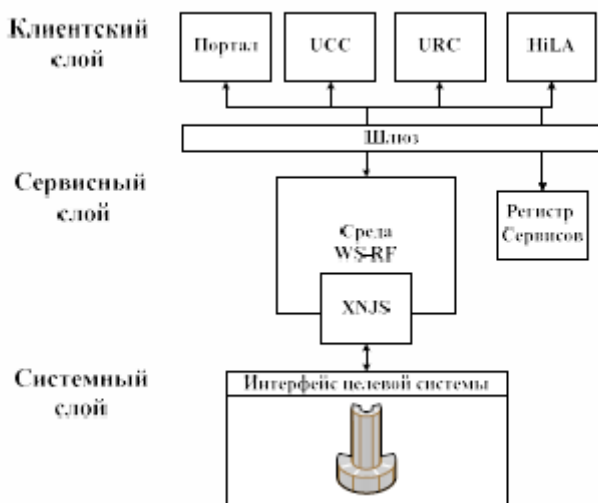 Клиентский
слой
Портал
UCC
URC
HiLA
Шлюз
Сервисный
слой
Среда
WS-RF
Регистр
Сервисов
XNJS
Системный
слой
Интерфейс целевой системы